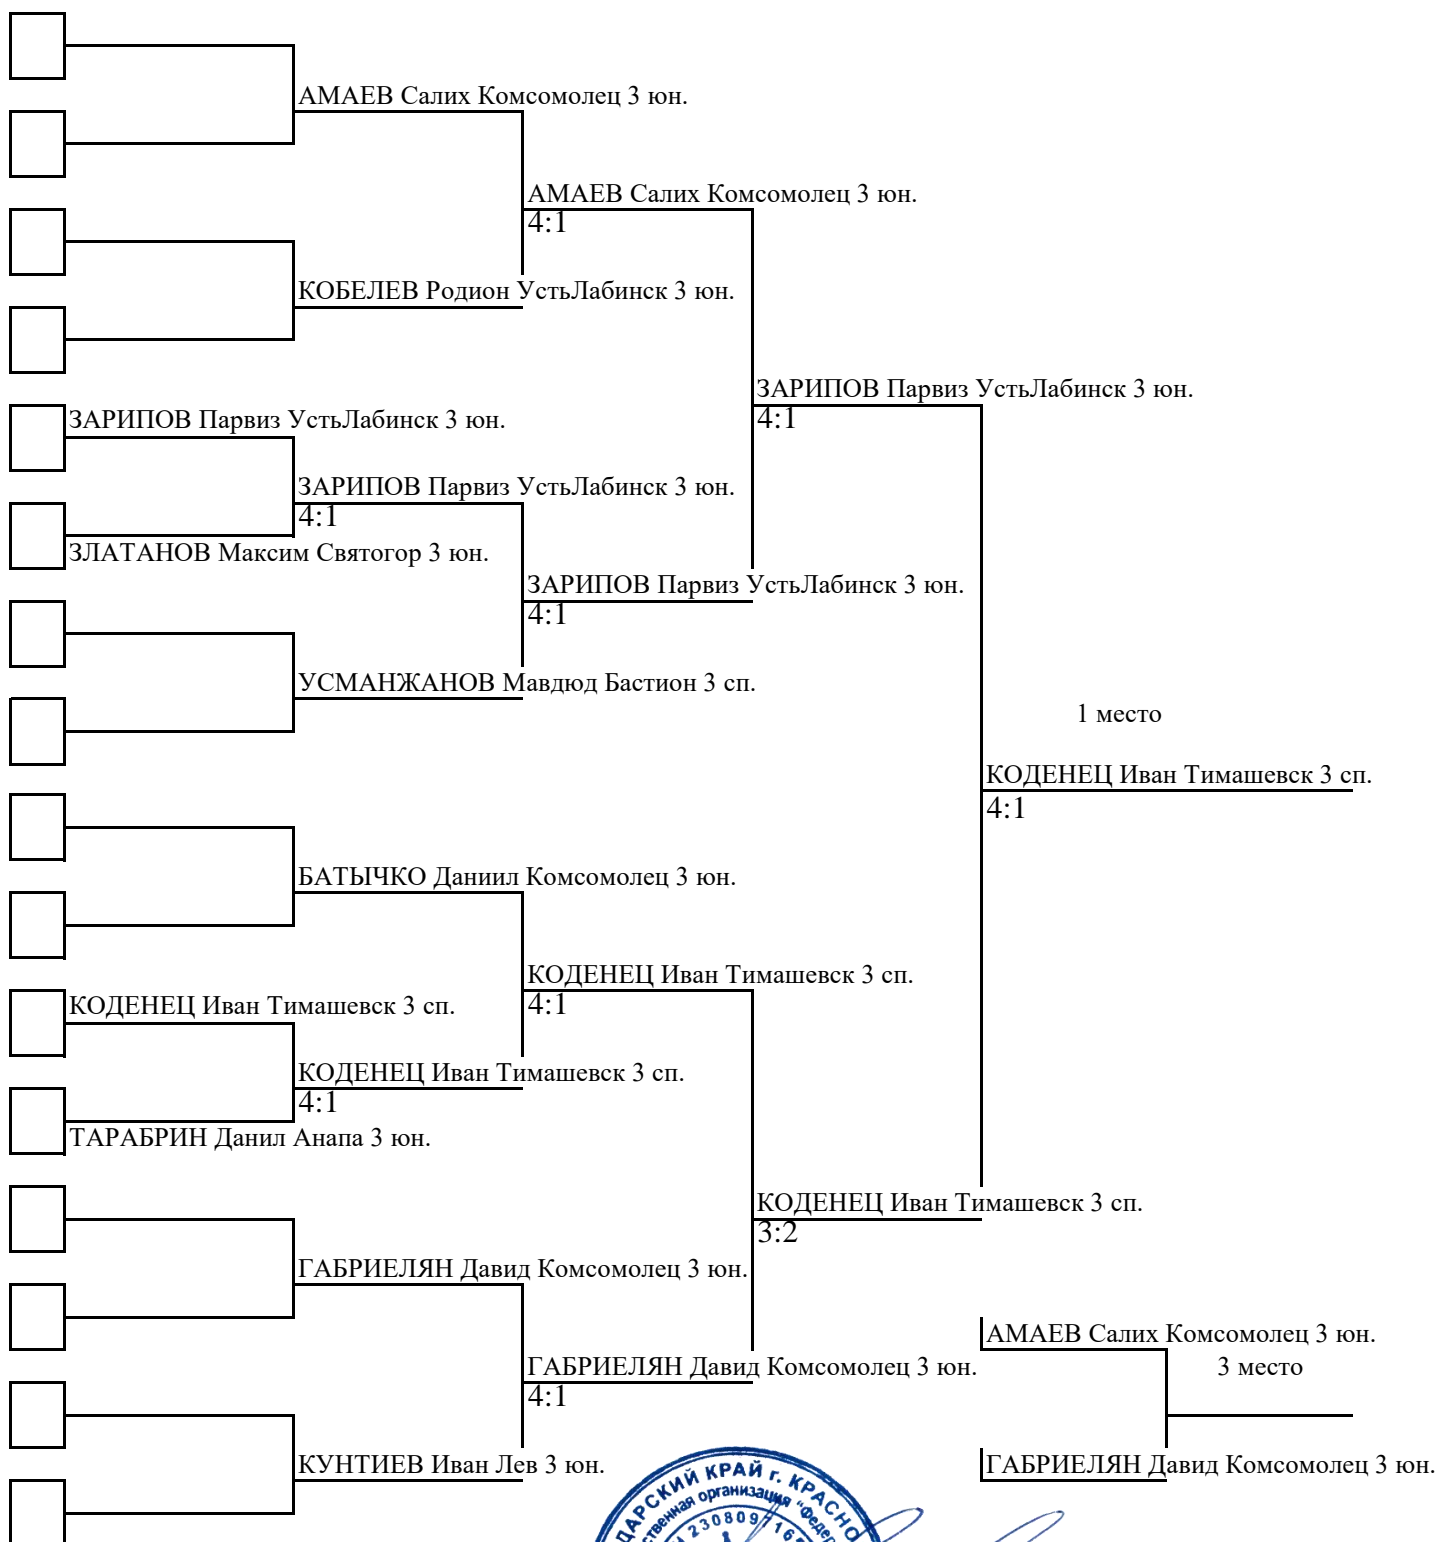 АМАЕВ Салих Комсомолец 3 юн.
АМАЕВ Салих Комсомолец 3 юн.
4:1
КОБЕЛЕВ Родион УстьЛабинск 3 юн.
ЗАРИПОВ Парвиз УстьЛабинск 3 юн.
4:1
ЗАРИПОВ Парвиз УстьЛабинск 3 юн.
ЗАРИПОВ Парвиз УстьЛабинск 3 юн.
4:1
ЗЛАТАНОВ Максим Святогор 3 юн.
ЗАРИПОВ Парвиз УстьЛабинск 3 юн.
4:1
УСМАНЖАНОВ Мавдюд Бастион 3 сп.
1 место
КОДЕНЕЦ Иван Тимашевск 3 сп.
4:1
БАТЫЧКО Даниил Комсомолец 3 юн.
КОДЕНЕЦ Иван Тимашевск 3 сп.
4:1
КОДЕНЕЦ Иван Тимашевск 3 сп.
КОДЕНЕЦ Иван Тимашевск 3 сп.
4:1
ТАРАБРИН Данил Анапа 3 юн.
КОДЕНЕЦ Иван Тимашевск 3 сп.
3:2
ГАБРИЕЛЯН Давид Комсомолец 3 юн.
АМАЕВ Салих Комсомолец 3 юн.
ГАБРИЕЛЯН Давид Комсомолец 3 юн.
3 место
4:1
КУНТИЕВ Иван Лев 3 юн.
ГАБРИЕЛЯН Давид Комсомолец 3 юн.
КИЙ КРАЙ г.
организация